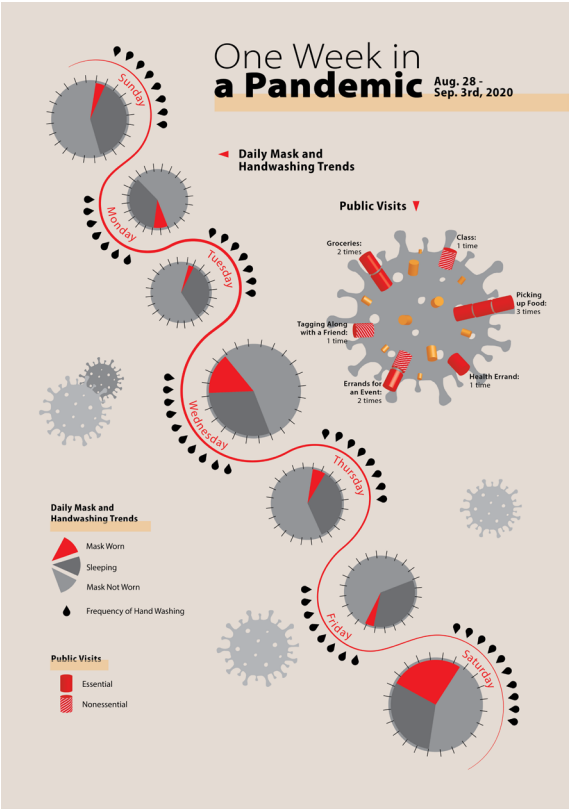 One Week in
a Pandemic
Aug. 28 -
Sep. 3rd, 2020
Daily Mask and
Handwashing Trends
Public Visits
Sunday
Monday
Tuesday
Wednesday
Thursday
Friday
Saturday
Groceries:
2 times
Class:
1 time
Picking
up Food:
3 times
Tagging Along
with a Friend:
1 time
Health Errand:
1 time
Errands for
an Event:
2 times
Daily Mask and
Handwashing Trends
Mask Worn
Sleeping
Mask Not Worn
Frequency of Hand Washing
Public Visits
Essential
Nonessential